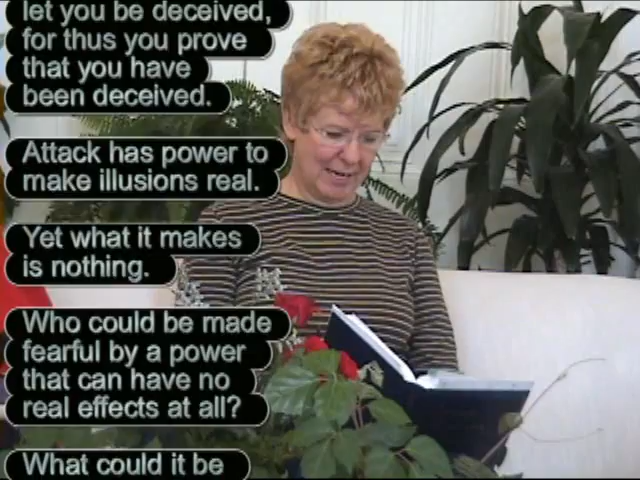 let you be deceived,
for thus you prove
that you have
been deceived.
Attack has power to
make illusions real.
Yet what it makes
is nothing.
Who could be made
fearful by a power
that can have no
real effects at all?
What could it be